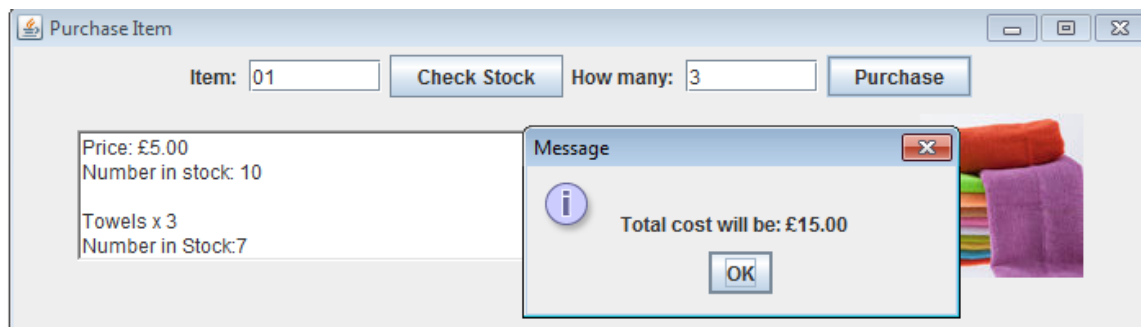 Purchase Item
Item: 01 Check Stock How many: 3 Purchase
Price: £5.00
Number in stock: 10
Towels x 3
Number in Stock:7
Message
i
Total cost will be: £15.00
OK